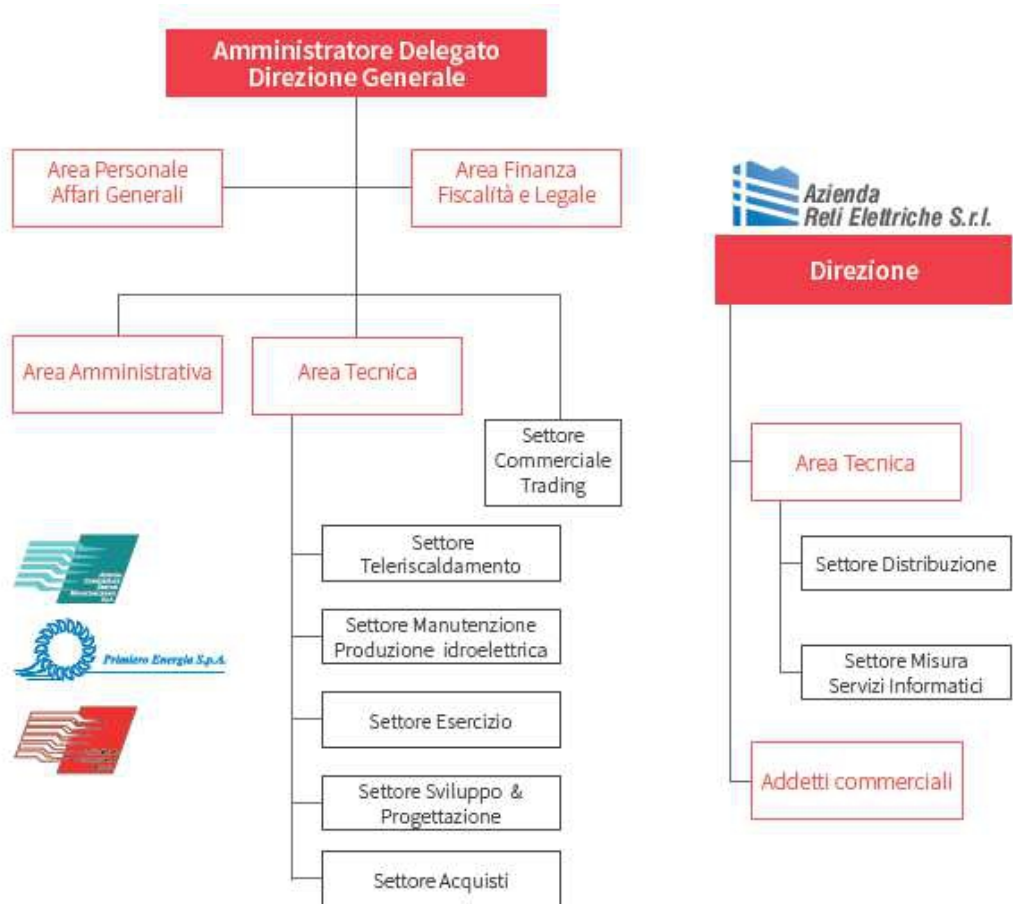 Amministratore Delegato
Direzione Generale
Area Personale
Affari Generali
Area Finanza
Fiscalità e Legale
Area Amministrativa
Area Tecnica
Settore
Commerciale
Trading
Settore
Teleriscaldamento
Settore Manutenzione
Produzione idroelettrica
Settore Esercizio
Settore Sviluppo &
Progettazione
Settore Acquisti
Primiero Energia S.p.A.
Azienda
Reti Elettriche S.r.l.
Direzione
Area Tecnica
Settore Distribuzione
Settore Misura
Servizi Informatici
Addetti commerciali